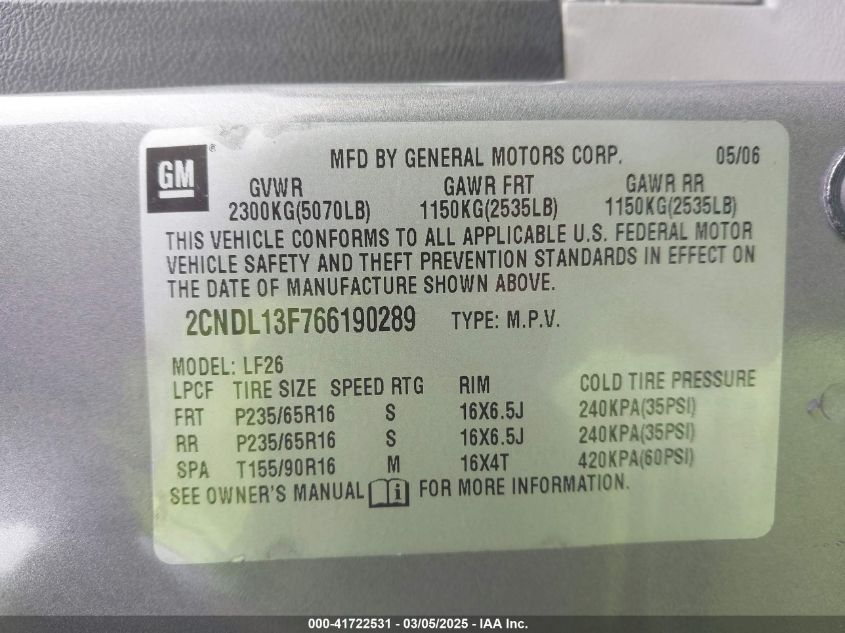 GM ®
MFD BY GENERAL MOTORS CORP. 05/06
GVWR GAWR FRT GAWR RR
2300KG(5070LB) 1150KG(2535LB) 1150KG(2535LB)
THIS VEHICLE CONFORMS TO ALL APPLICABLE U.S. FEDERAL MOTOR
VEHICLE SAFETY AND THEFT PREVENTION STANDARDS IN EFFECT ON
THE DATE OF MANUFACTURE SHOWN ABOVE.
2CNDL13F766190289 TYPE: M.P.V.
MODEL: LF26
LPCF TIRE SIZE SPEED RTG RIM COLD TIRE PRESSURE
FRT P235/65R16 S 16X6.5J 240KPA(35PSI)
RR P235/65R16 S 16X6.5J 240KPA(35PSI)
SPA T155/90R16 M 16X4T 420KPA(60PSI)
SEE OWNER'S MANUAL i FOR MORE INFORMATION.
000-41722531 - 03/05/2025 - IAA Inc.